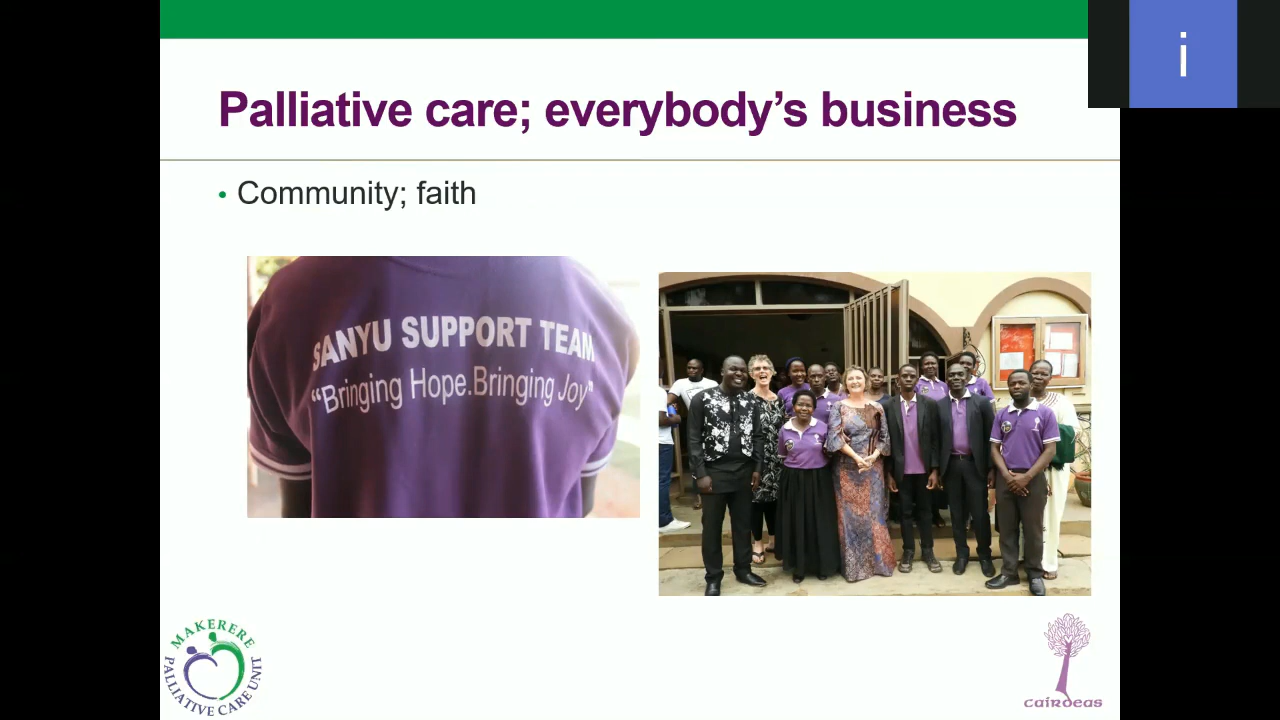 i
Palliative care; everybody’s business
• Community; faith
SANYU SUPPORT TEAM
“Bringing Hope.Bringing Joy”
MAKERERE
PALLIATIVE CARE UNIT
cairdeas